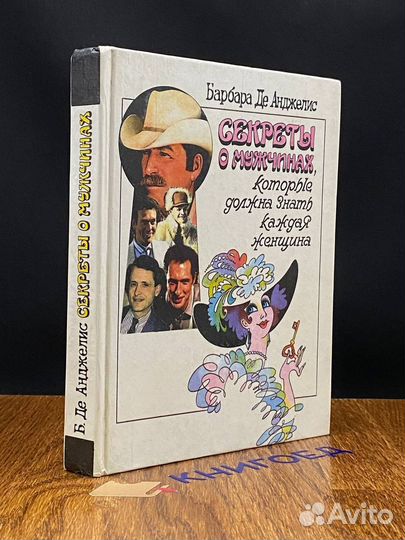 Барбара Де Анджелис
СЕКРЕТЫ
О МУЖЧИНАХ,
которые
должна знать
каждая
женщина
Б. Де Анджелис СЕКРЕТЫ О МУЖЧИНАХ
КНИГОЕД
Avito